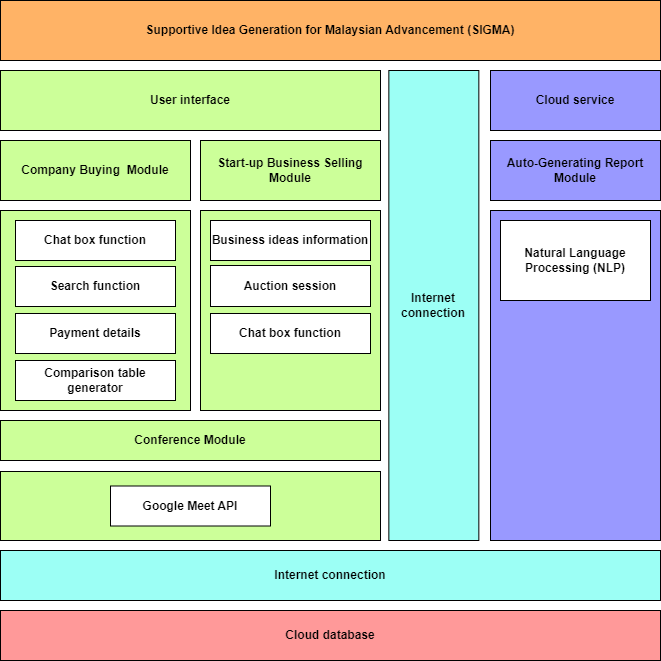 Supportive Idea Generation for Malaysian Advancement (SIGMA)
User interface
Cloud service
Company Buying Module
Start-up Business Selling
Module
Auto-Generating Report
Module
Chat box function
Search function
Payment details
Comparison table
generator
Business ideas information
Auction session
Chat box function
Internet
connection
Natural Language
Processing (NLP)
Conference Module
Google Meet API
Internet connection
Cloud database